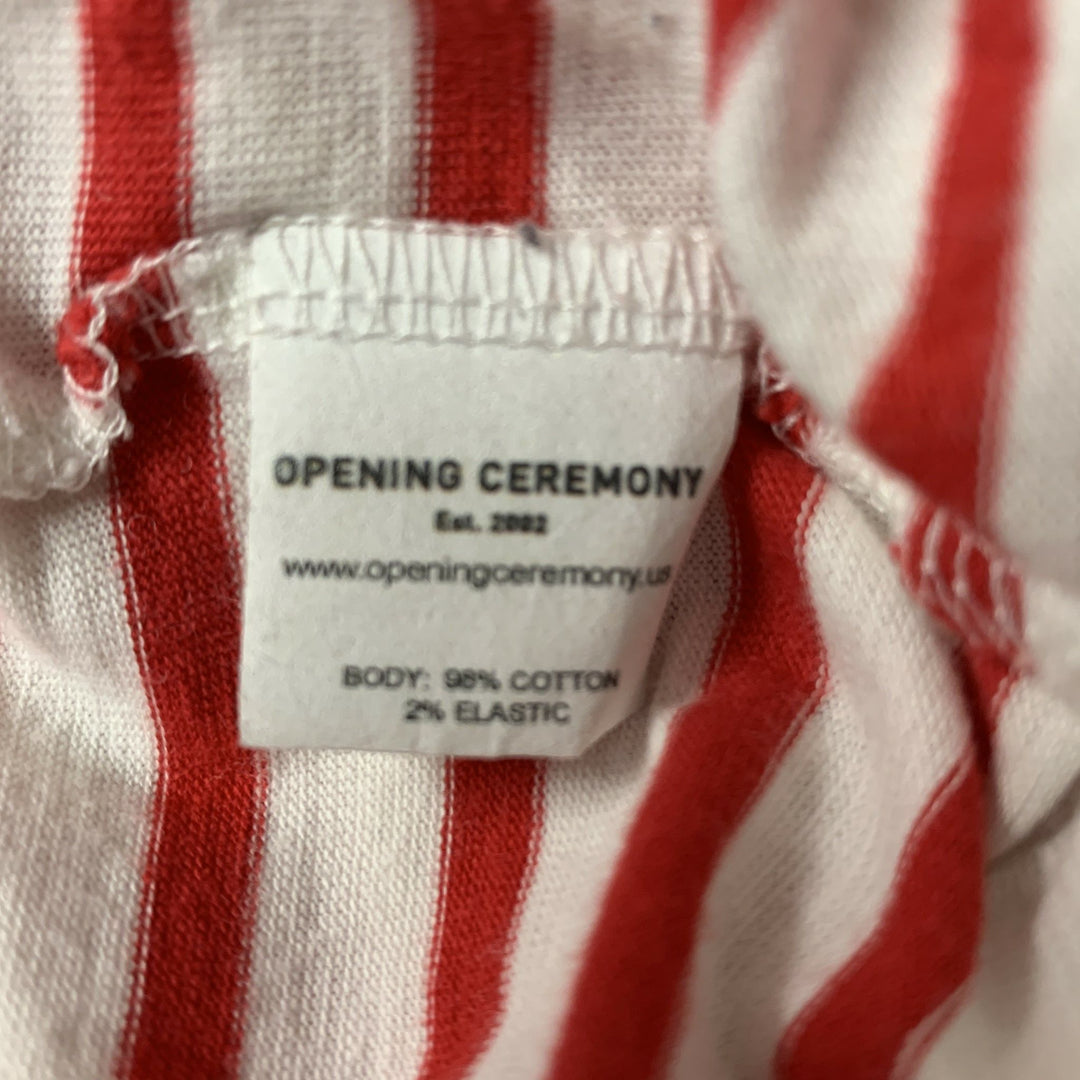 OPENING CEREMONY
Est. 2002
www.openingceremony.us
BODY: 98% COTTON
2% ELASTIC